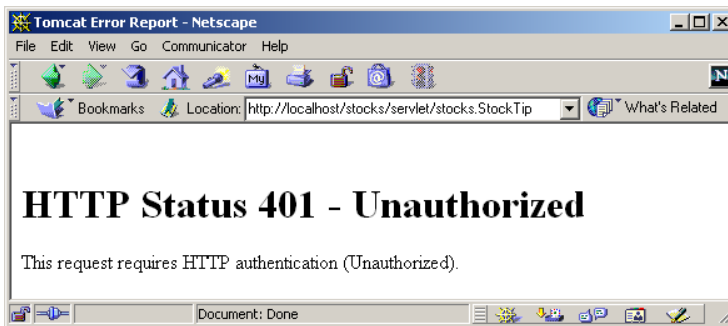 Tomcat Error Report - Netscape
File Edit View Go Communicator Help
My
Bookmarks Location: http://localhost/stocks/servlet/stocks.StockTip What's Related
N
HTTP Status 401 - Unauthorized
This request requires HTTP authentication (Unauthorized).
Document: Done